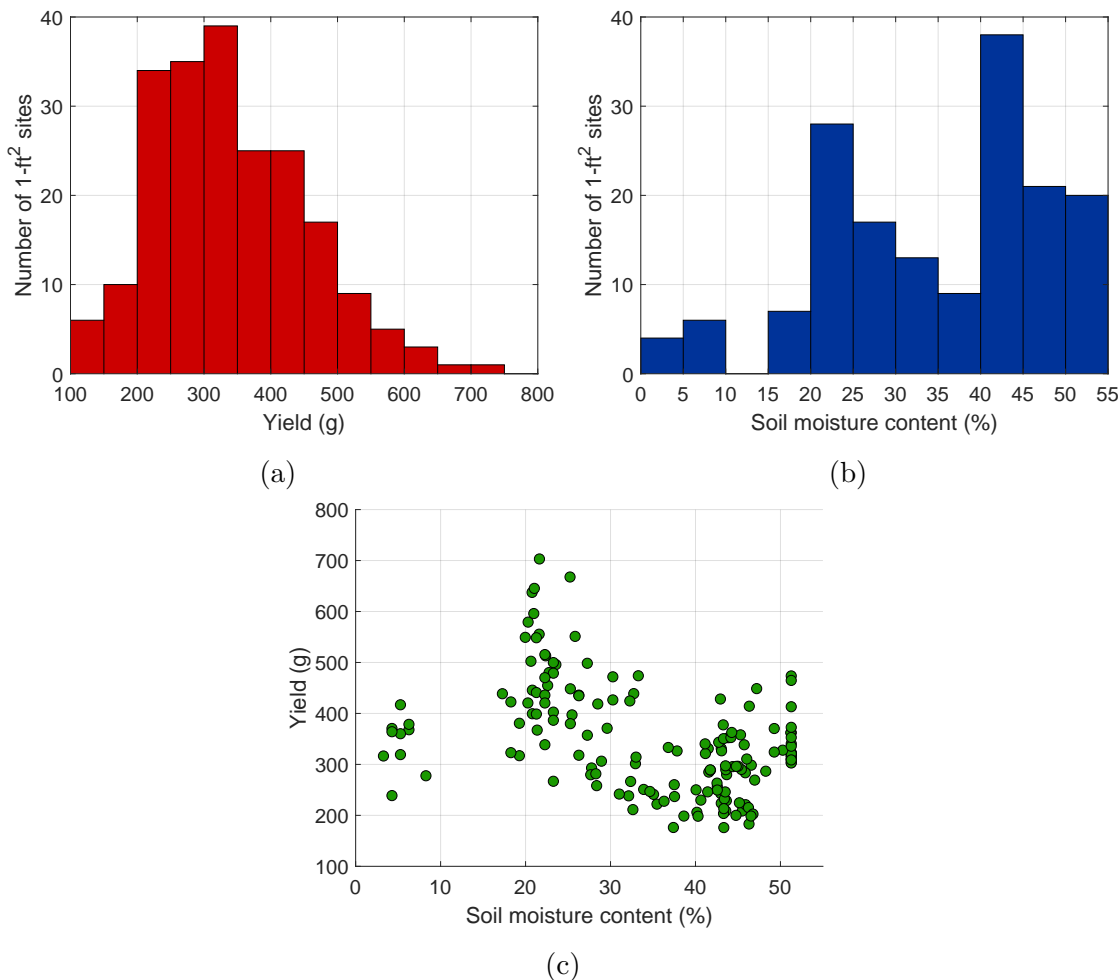 40
30
20
10
0
Number of 1-ft² sites
100 200 300 400 500 600 700 800
Yield (g)
(a)
40
30
20
10
0
Number of 1-ft² sites
0 5 10 15 20 25 30 35 40 45 50 55
Soil moisture content (%)
(b)
800
700
600
500
400
300
200
100
Yield (g)
0 10 20 30 40 50
Soil moisture content (%)
(c)